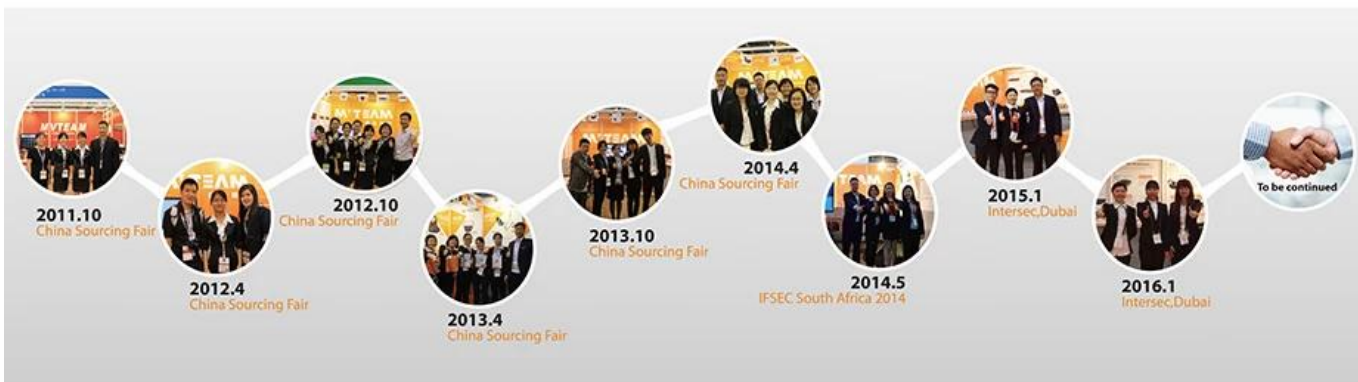 MVTEAM
2011.10
China Sourcing Fair
2012.4
China Sourcing Fair
MVTEAM
2012.10
China Sourcing Fair
2013.4
China Sourcing Fair
2013.10
China Sourcing Fair
2014.4
China Sourcing Fair
2014.5
IFSEC South Africa 2014
2015.1
Intersec,Dubai
2016.1
Intersec,Dubai
To be continued